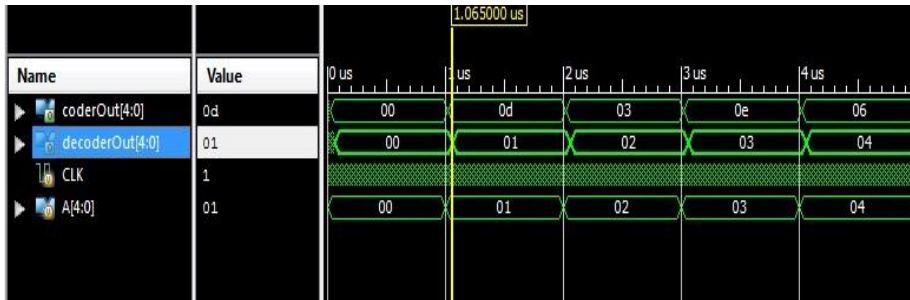 1.065000 us
Name Value 0 us 1 us 2 us 3 us 4 us
coderOut[4:0] 0d 00 0d 03 0e 06
decoderOut[4:0] 01 00 01 02 03 04
CLK 1
A[4:0] 01 00 01 02 03 04